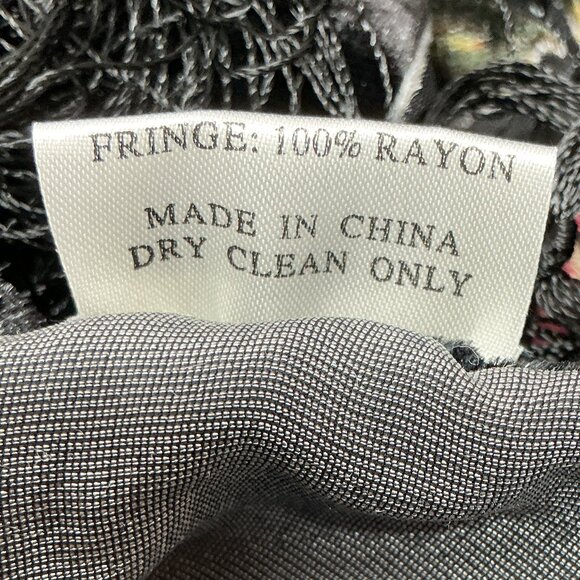 FRINGE: 100% RAYON
MADE IN CHINA
DRY CLEAN ONLY